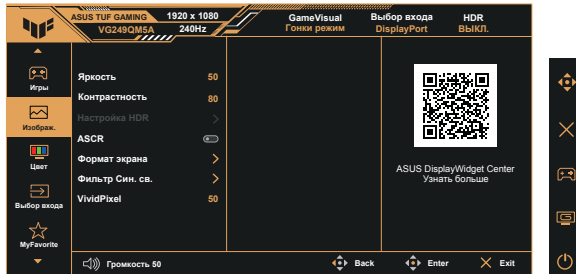 ASUS TUF GAMING 1920 x 1080
VG249QM5A 240Hz
GameVisual
Гонки режим
Выбор входа
DisplayPort
HDR
ВЫКЛ.
Игры
Изображ.
Цвет
Выбор входа
MyFavorite
Яркость 50
Контрастность 80
Настройка HDR
ASCR
Формат экрана
Фильтр Син. св.
VividPixel 50
ASUS DisplayWidget Center
Узнать больше
Громкость 50
Back
Enter
Exit